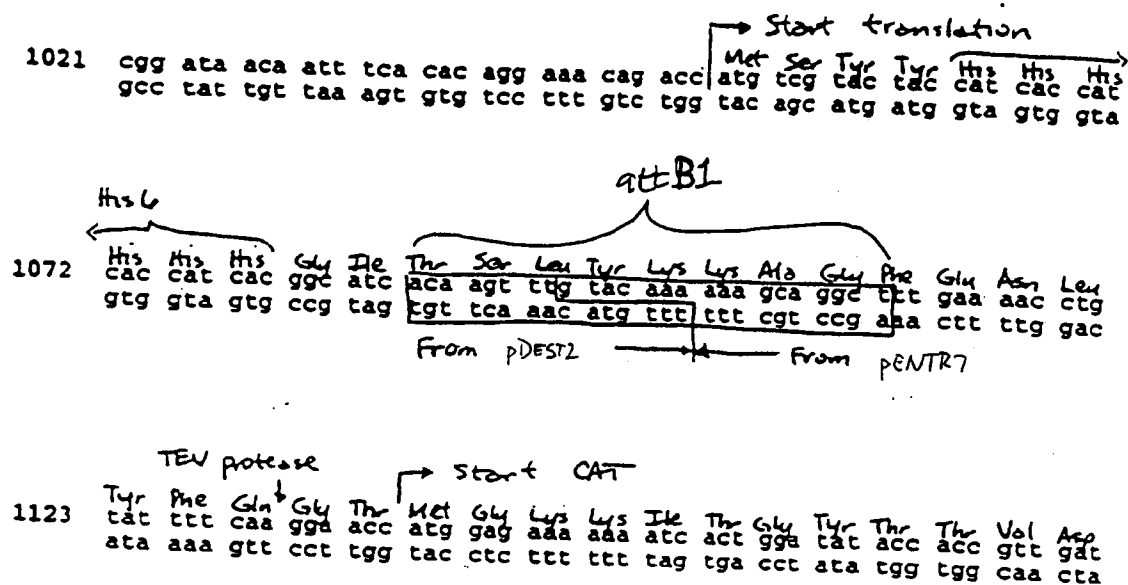 Start translation
Met Ser Tyr Tyr His His His
1021 cgg ata aca att tca cac agg aaa cag acc atg tcg tac tac cat cac cat
gcc tat tgt taa agt gtg tcc ttt gtc tgg tac agc atg atg gta gtg gta
attB1
His 6
His His His Gly Ile Thr Ser Leu Tyr Lys Lys Ala Gly Phe Glu Asn Leu
1072 cac cat cac ggc atc aca agt ttg tac aaa aaa gca ggc ttt gaa aac ctg
gtg gta gtg ccg tag tgt tca aac atg ttt ttt cgt ccg aaa ctt ttg gac
From pDEST2 From pENTR7
TEV protease Start CAT
Tyr Phe Gln Gly Thr Met Gly Lys Lys Ile Thr Gly Tyr Thr Thr Val Asp
1123 tat ttt caa gga acc atg gag aaa aaa atc act gga tat acc acc gtt gat
ata aaa gtt cct tgg tac ctc ttt ttt tag tga cct ata tgg tgg caa cta